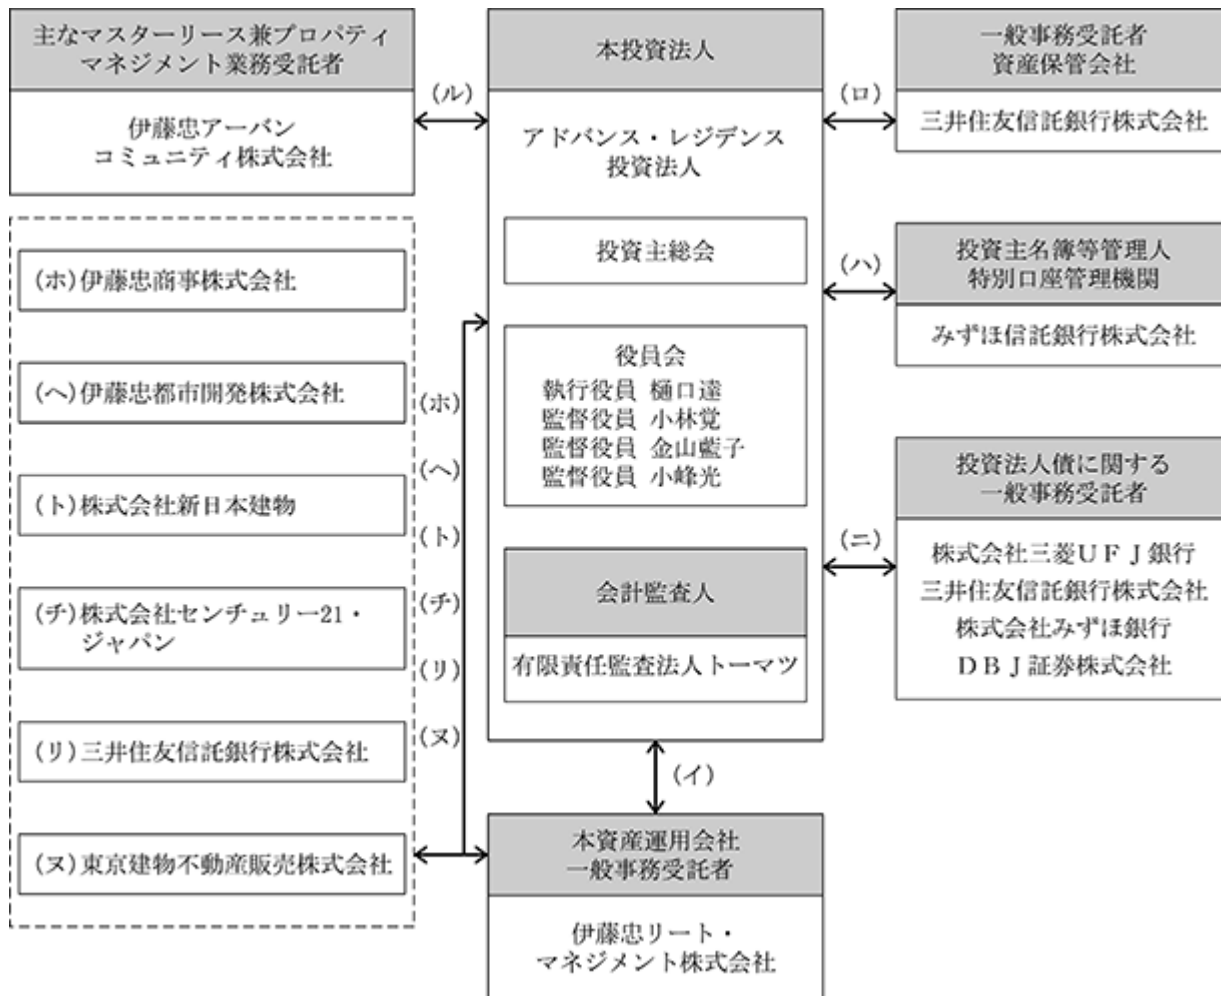 主なマスターリース兼プロパティ
マネジメント業務受託者
伊藤忠アーバン
コミュニティ株式会社
(ル)
本投資法人
アドバンス・レジデンス
投資法人
投資主総会
役員会
執行役員 樋口達
監督役員 小林覚
監督役員 金山藍子
監督役員 小峰光
会計監査人
有限責任監査法人トーマツ
(ロ)
一般事務受託者
資産保管会社
三井住友信託銀行株式会社
(ハ)
投資主名簿等管理人
特別口座管理機関
みずほ信託銀行株式会社
(ニ)
投資法人債に関する
一般事務受託者
株式会社三菱UFJ銀行
三井住友信託銀行株式会社
株式会社みずほ銀行
DBJ証券株式会社
(ホ)伊藤忠商事株式会社
(ヘ)伊藤忠都市開発株式会社
(ト)株式会社新日本建物
(チ)株式会社センチュリー21・
ジャパン
(リ)三井住友信託銀行株式会社
(ヌ)東京建物不動産販売株式会社
(ホ)
(ヘ)
(ト)
(チ)
(リ)
(ヌ)
(イ)
本資産運用会社
一般事務受託者
伊藤忠リート・
マネジメント株式会社